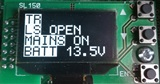 SL150
TR
LS OPEN
MAINS ON
BATT 13.5V